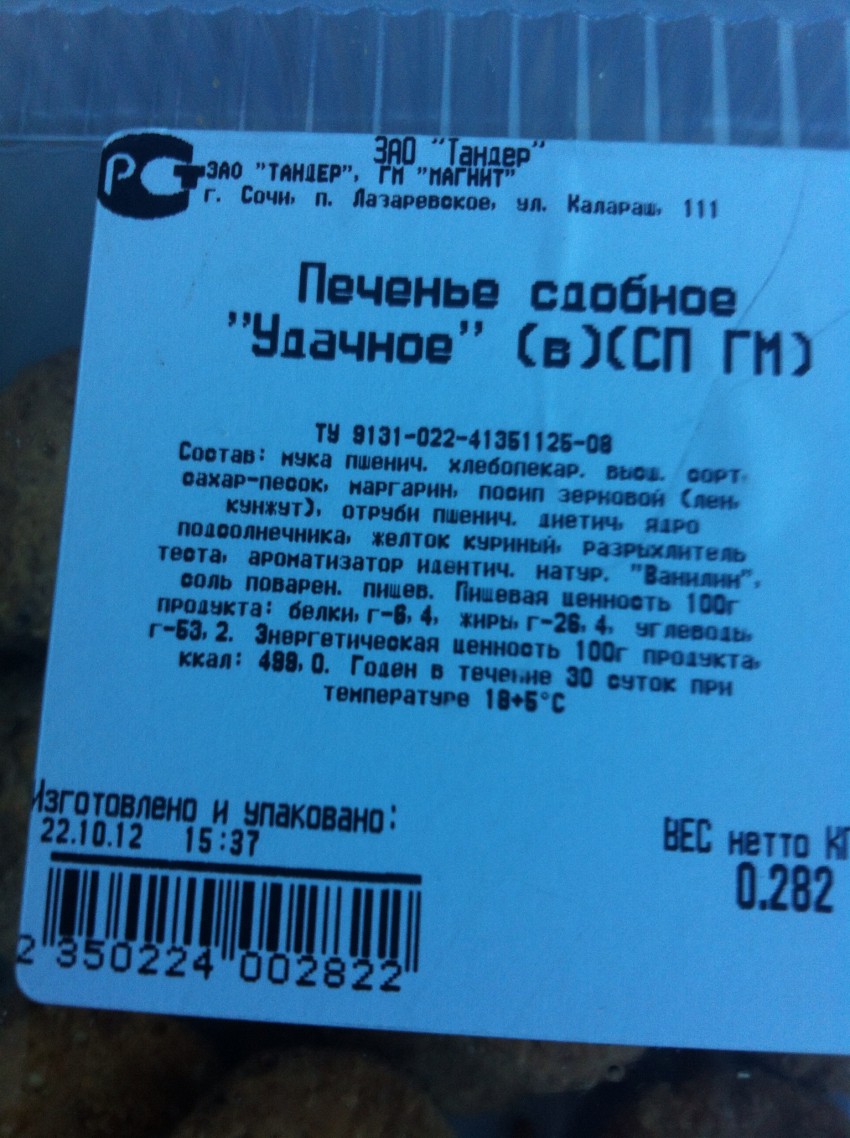 ЗАО "Тандер"
РСТ ЗАО "ТАНДЕР", ГМ "МАГНИТ"
г. Сочи, п. Лазаревское, ул. Калараш, 111
Печенье сдобное
"Удачное" (в)(СП ГМ)
ТУ 9131-022-41351125-08
Состав: мука пшенич. хлебопекар. высш. сорт,
сахар-песок, маргарин, посып зерновой (лен,
кунжут), отруби пшенич. диетич, ядро
подсолнечника, желток куриный, разрыхлитель
теста, ароматизатор идентич. натур. "Ванилин",
соль поварен. пищев. Пищевая ценность 100г
продукта: белки,г-6,4, жиры,г-26,4, углеводы,
г-53,2. Энергетическая ценность 100г продукта,
ккал: 498,0. Годен в течение 30 суток при
температуре 18+5°С
Изготовлено и упаковано:
22.10.12 15:37
ВЕС нетто КГ
0.282
2 350224 002822